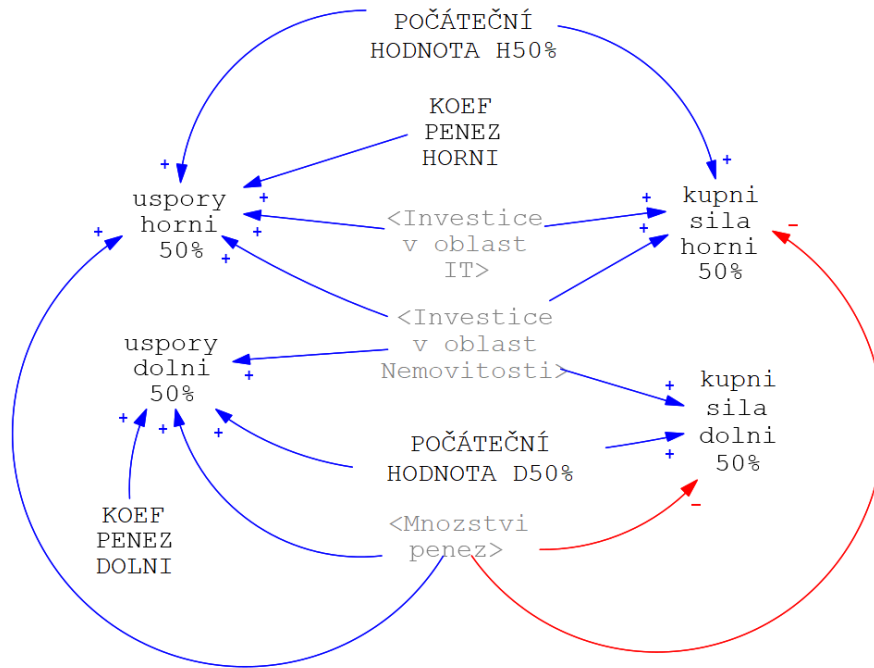 POČÁTEČNÍ
HODNOTA H50%
KOEF
PENEZ
HORNI
+
+
uspory
horni
50%
+
+
+
+
<Investice
v oblast
IT>
+
+
kupni
sila
horni
50%
−
<Investice
v oblast
Nemovitosti>
uspory
dolni
50%
+
+
+
+
kupni
sila
dolni
50%
+
+
−
POČÁTEČNÍ
HODNOTA D50%
KOEF
PENEZ
DOLNI
<Mnozstvi
penez>